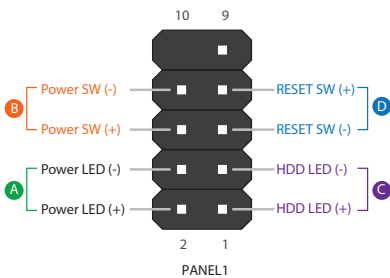 10 9
Power SW (-) RESET SW (+)
B D
Power SW (+) RESET SW (-)
Power LED (-) HDD LED (-)
A C
Power LED (+) HDD LED (+)
2 1
PANEL1